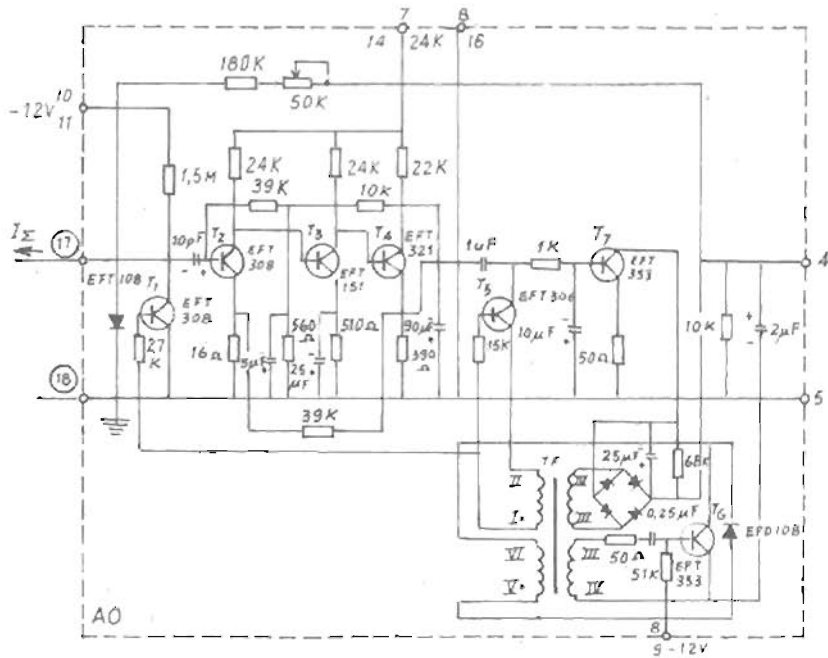 7 8
14 24K 16
180K
50K
-12V 10
11
1,5M
24K
24K
22K
39K
10K
IΣ
17
10pF
- +
T2
EFT
308
T3
EFT
151
T4
EFT
321
1uF
1K
T7
EFT
353
4
EFT 108
T1
EFT
308
27
K
16Ω
5µF
560
Ω
25
µF
510Ω
90µF
390
Ω
T5
EFT 306
15K
10µF
50Ω
10K
2µF
18
5
39K
25µF
68K
TF
II
I.
IV
III
0,25µF
T6
EFD108
VI
V.
III
IV
50Ω
51K
EFT
353
A0
8
9 -12V